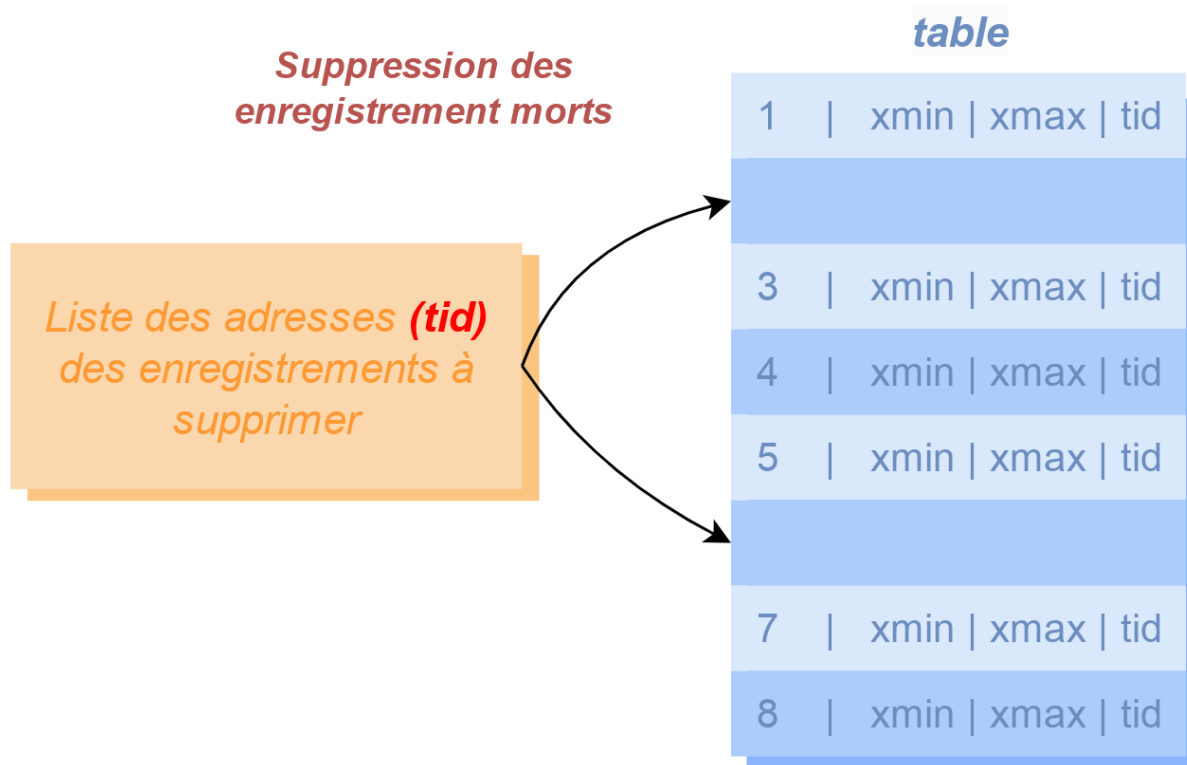 table
Suppression des
enregistrement morts
1 | xmin | xmax | tid
3 | xmin | xmax | tid
4 | xmin | xmax | tid
5 | xmin | xmax | tid
7 | xmin | xmax | tid
8 | xmin | xmax | tid
Liste des adresses (tid)
des enregistrements à
supprimer